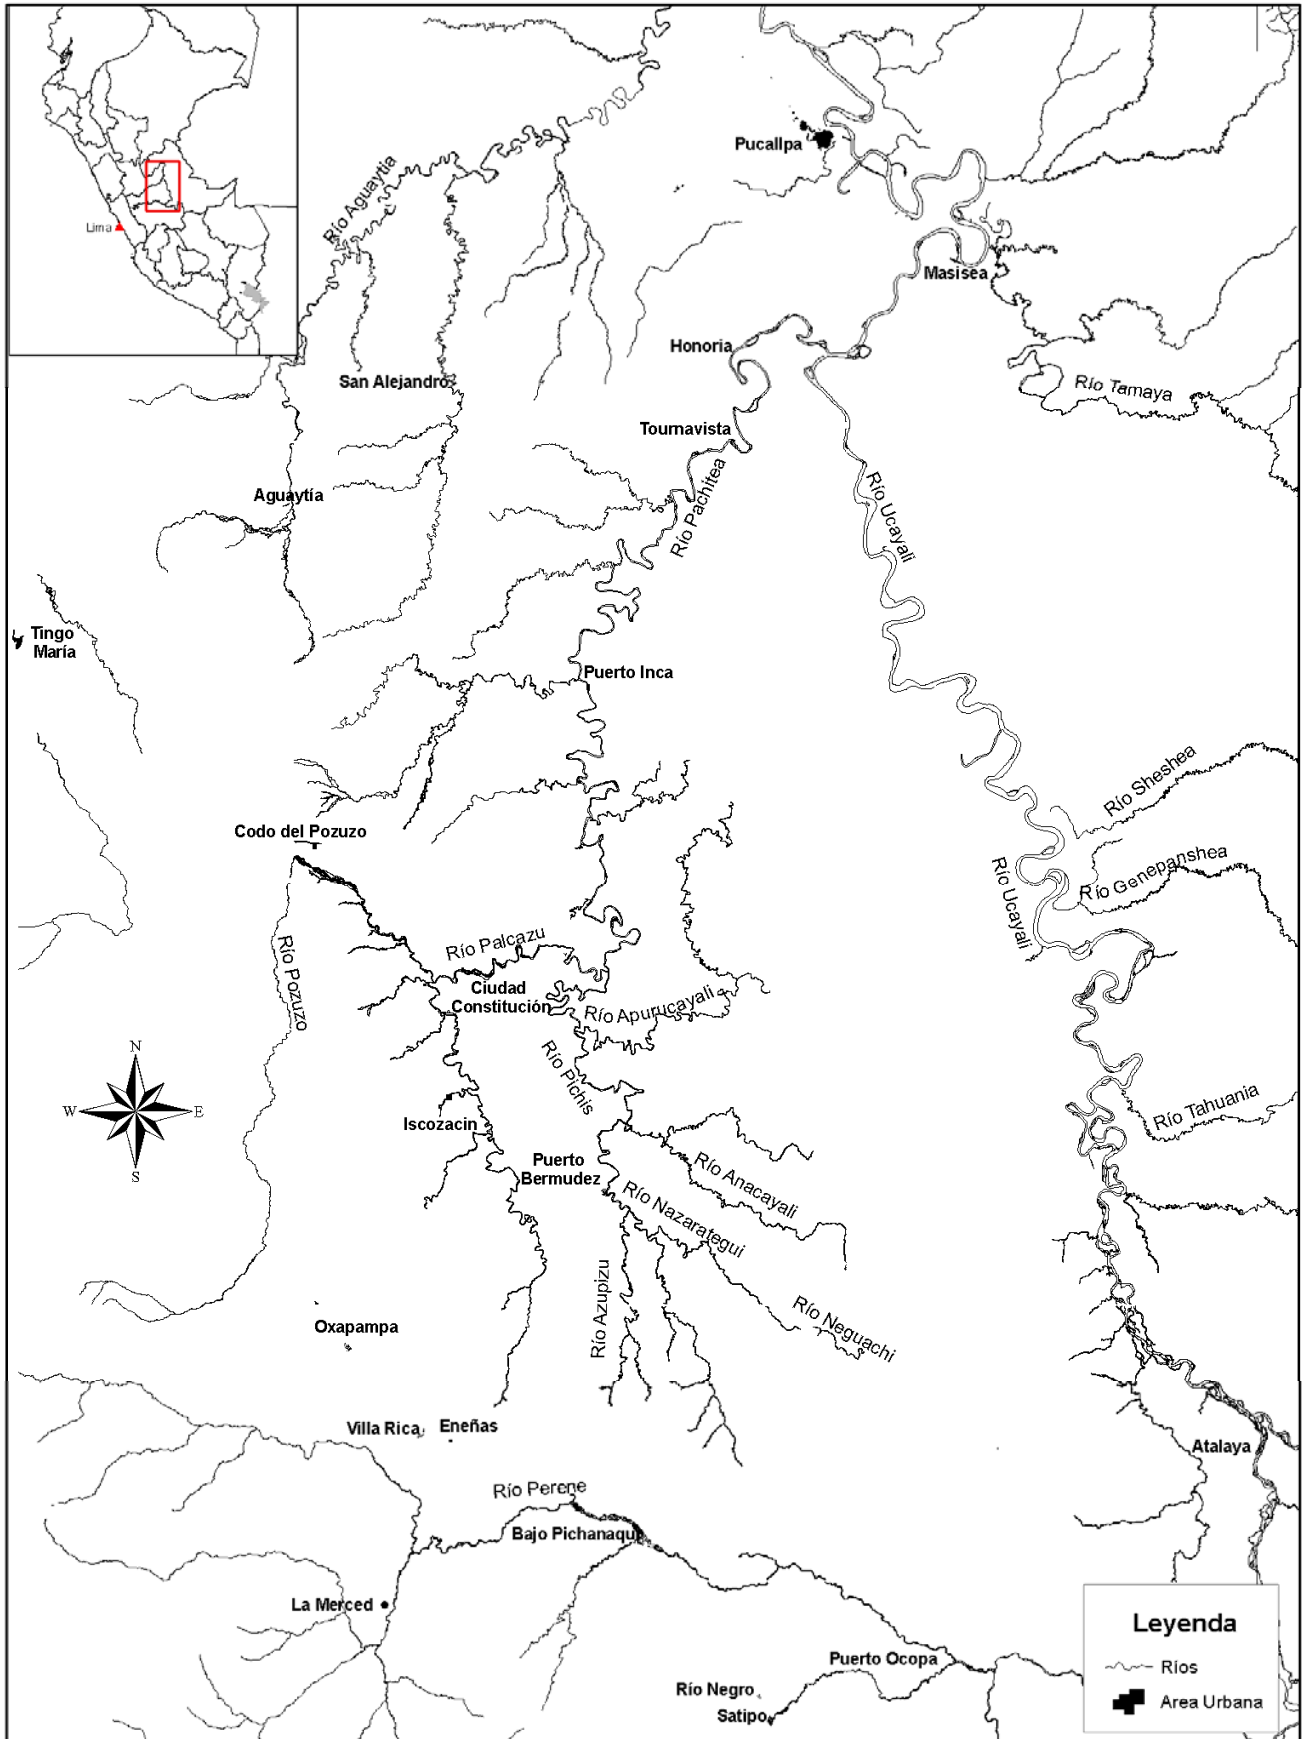 Lima
Pucallpa
Río Aguaytia
Masisea
Honoria
San Alejandro
Río Tamaya
Tournavista
Aguaytía
Río Pachitea
Río Ucayali
Tingo
María
Puerto Inca
Río Sheshea
Codo del Pozuzo
Río Genepanshea
Río Ucayali
Río Pozuzo
Río Palcazu
Ciudad
Constitución
Río Apurucayali
N
W
E
S
Río Pichis
Río Tahuania
Iscozacin
Puerto
Bermudez
Río Anacayali
Río Nazarategui
Río Azupizu
Río Neguachi
Oxapampa
Villa Rica
Eneñas
Atalaya
Río Perene
Bajo Pichanaqui
La Merced
Puerto Ocopa
Río Negro
Satipo
Leyenda
Ríos
Area Urbana